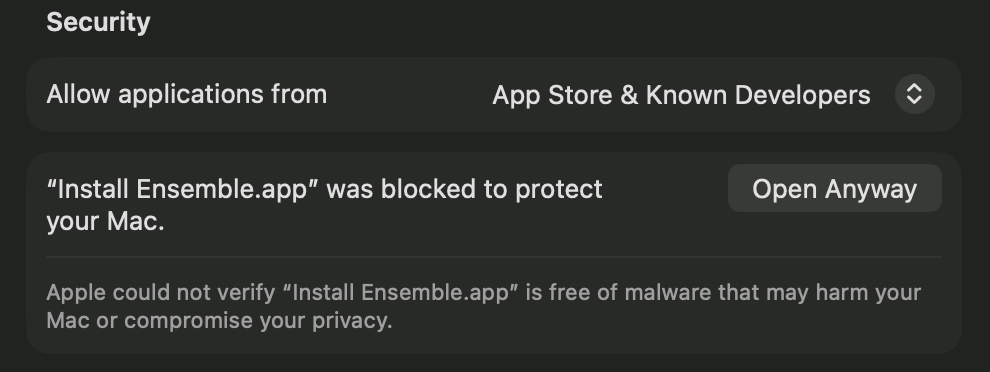 Security
Allow applications from
App Store & Known Developers
“Install Ensemble.app” was blocked to protect
your Mac.
Open Anyway
Apple could not verify “Install Ensemble.app” is free of malware that may harm your
Mac or compromise your privacy.